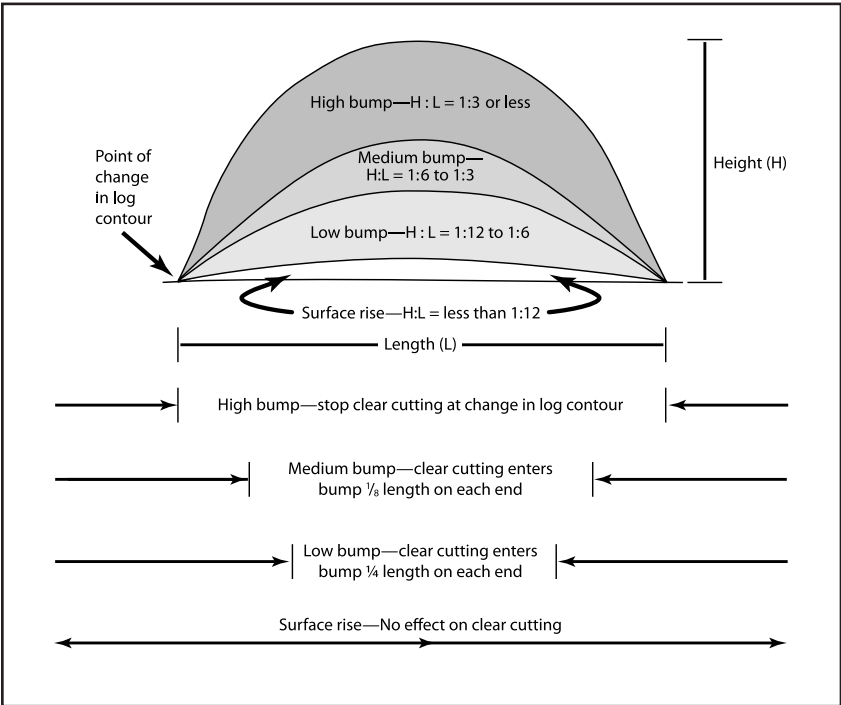 High bump—H : L = 1:3 or less
Point of
change
in log
contour
Medium bump—
H:L = 1:6 to 1:3
Height (H)
Low bump—H : L = 1:12 to 1:6
Surface rise—H:L = less than 1:12
Length (L)
High bump—stop clear cutting at change in log contour
Medium bump—clear cutting enters
bump ⅛ length on each end
Low bump—clear cutting enters
bump ¼ length on each end
Surface rise—No effect on clear cutting